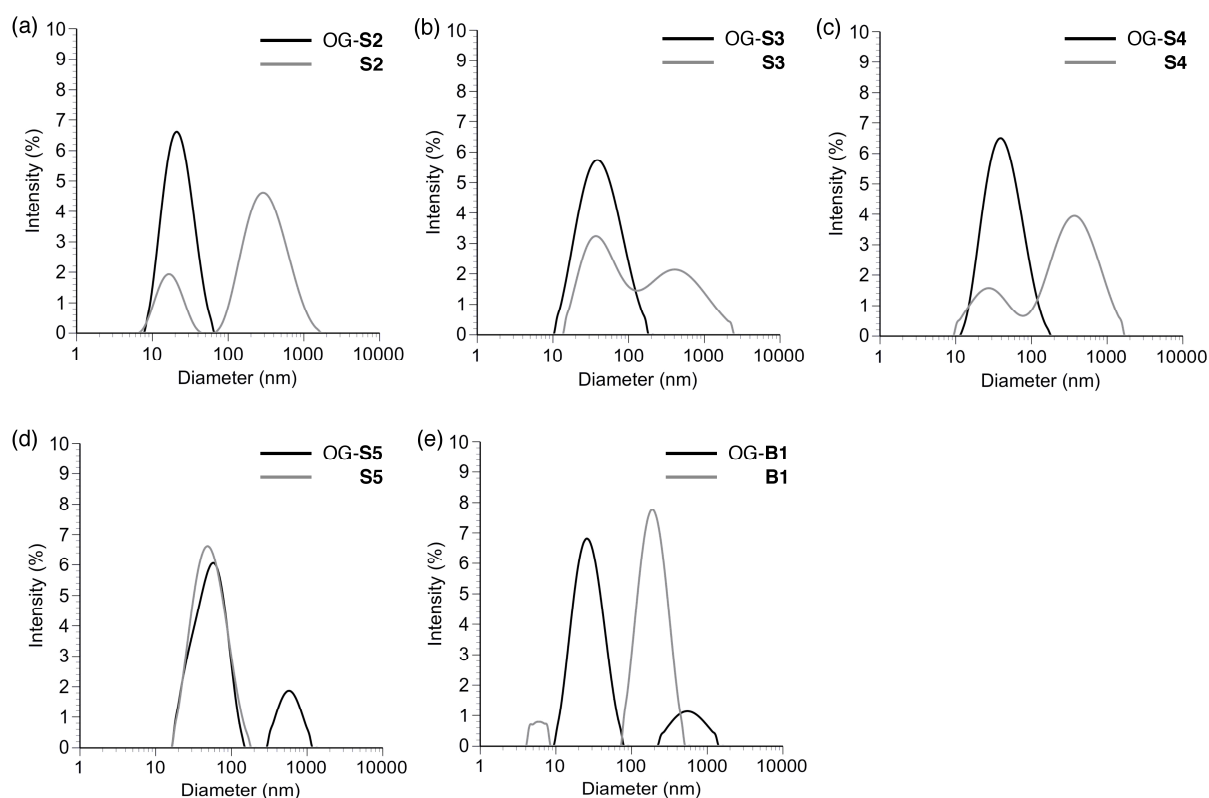 (a)
OG-S2
S2
10
9
8
7
6
5
4
3
2
1
0
Intensity (%)
1 10 100 1000 10000
Diameter (nm)
(b)
OG-S3
S3
10
9
8
7
6
5
4
3
2
1
0
Intensity (%)
1 10 100 1000 10000
Diameter (nm)
(c)
OG-S4
S4
10
9
8
7
6
5
4
3
2
1
0
Intensity (%)
1 10 100 1000 10000
Diameter (nm)
(d)
OG-S5
S5
10
9
8
7
6
5
4
3
2
1
0
Intensity (%)
1 10 100 1000 10000
Diameter (nm)
(e)
OG-B1
B1
10
9
8
7
6
5
4
3
2
1
0
Intensity (%)
1 10 100 1000 10000
Diameter (nm)